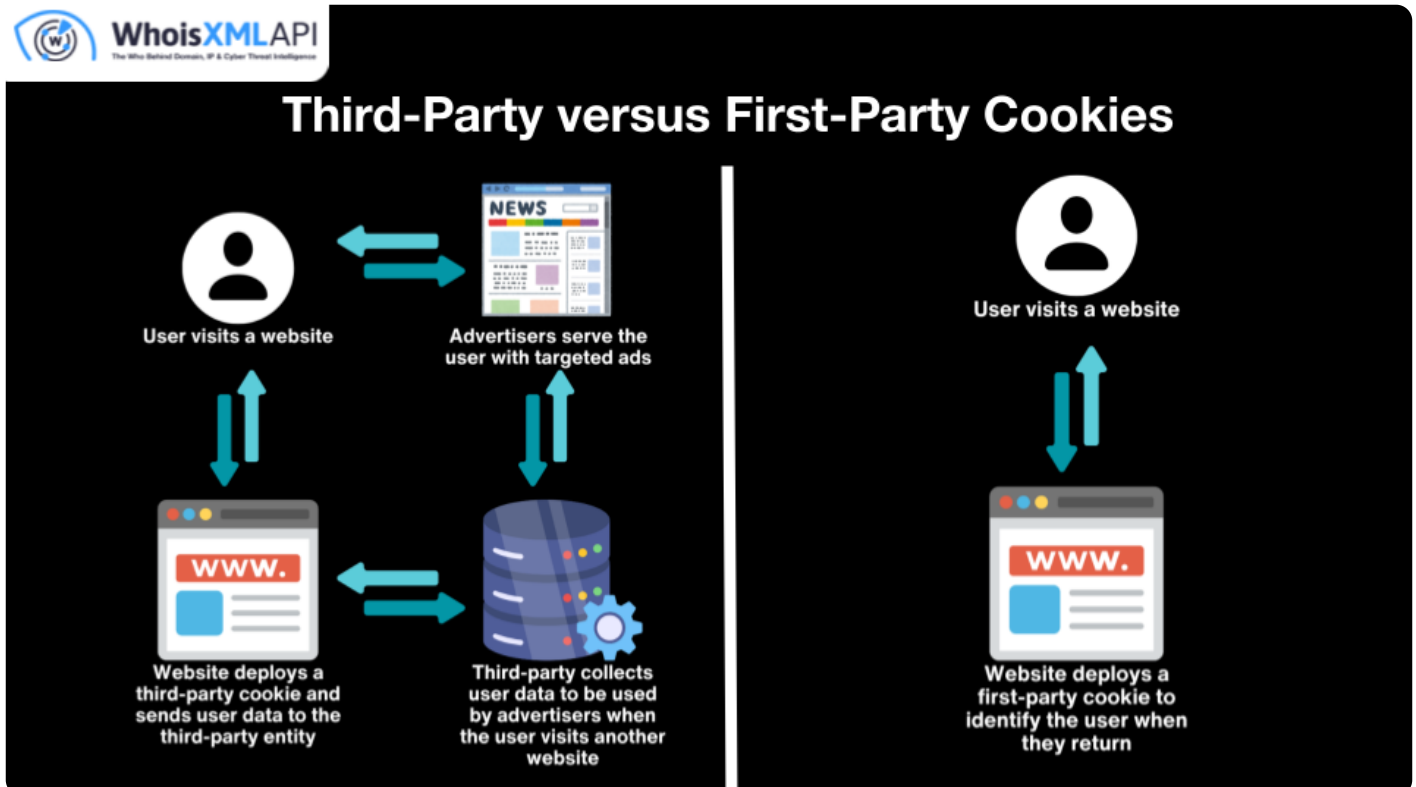 WhoisXMLAPI
The Who Behind Domain, IP & Cyber Threat Intelligence
Third-Party versus First-Party Cookies
User visits a website
NEWS
Advertisers serve the
user with targeted ads
www.
Website deploys a
third-party cookie and
sends user data to the
third-party entity
Third-party collects
user data to be used
by advertisers when
the user visits another
website
User visits a website
www.
Website deploys a
first-party cookie to
identify the user when
they return